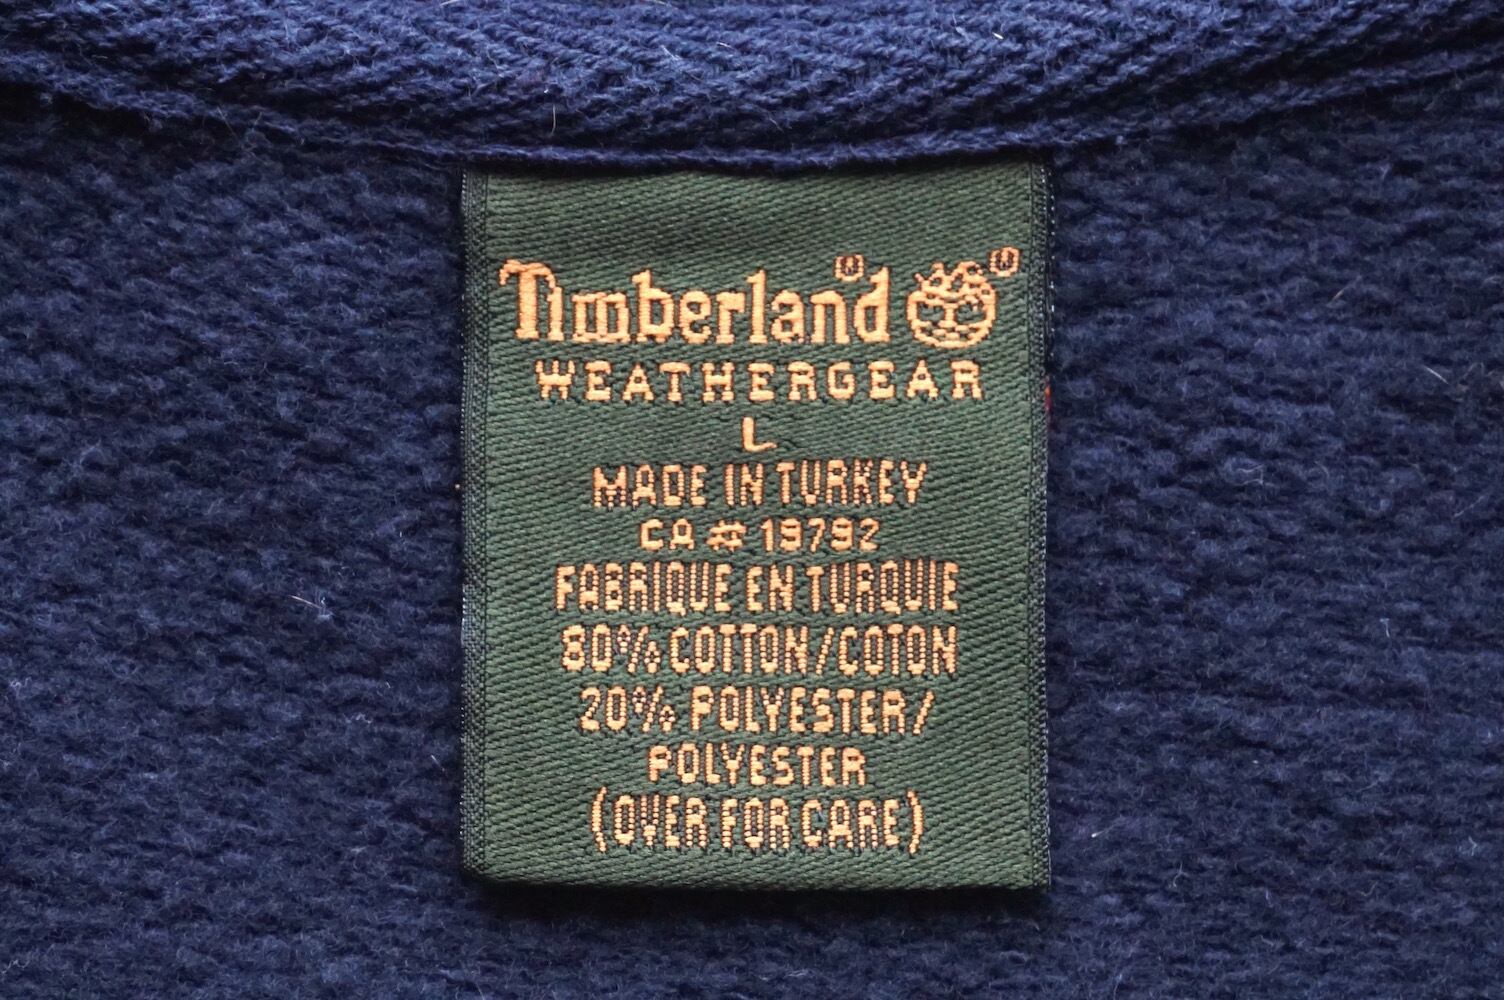 Timberland®
WEATHERGEAR
L
MADE IN TURKEY
CA # 19792
FABRIQUE EN TURQUIE
80% COTTON/COTON
20% POLYESTER/
POLYESTER
(OVER FOR CARE)